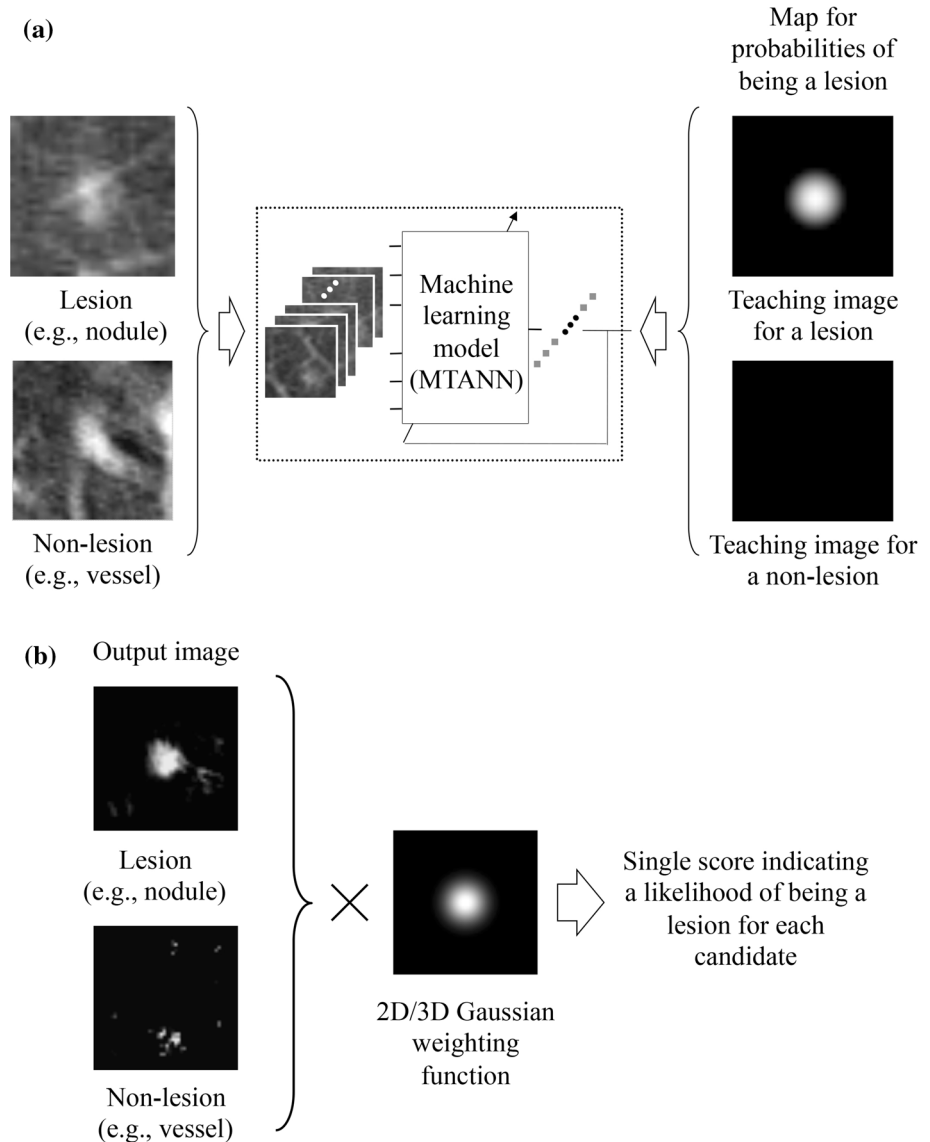 (a)
Map for
probabilities of
being a lesion
Lesion
(e.g., nodule)
Machine
learning
model
(MTANN)
Teaching image
for a lesion
Non-lesion
(e.g., vessel)
Teaching image for
a non-lesion
(b)
Output image
Lesion
(e.g., nodule)
Non-lesion
(e.g., vessel)
2D/3D Gaussian
weighting
function
Single score indicating
a likelihood of being a
lesion for each
candidate